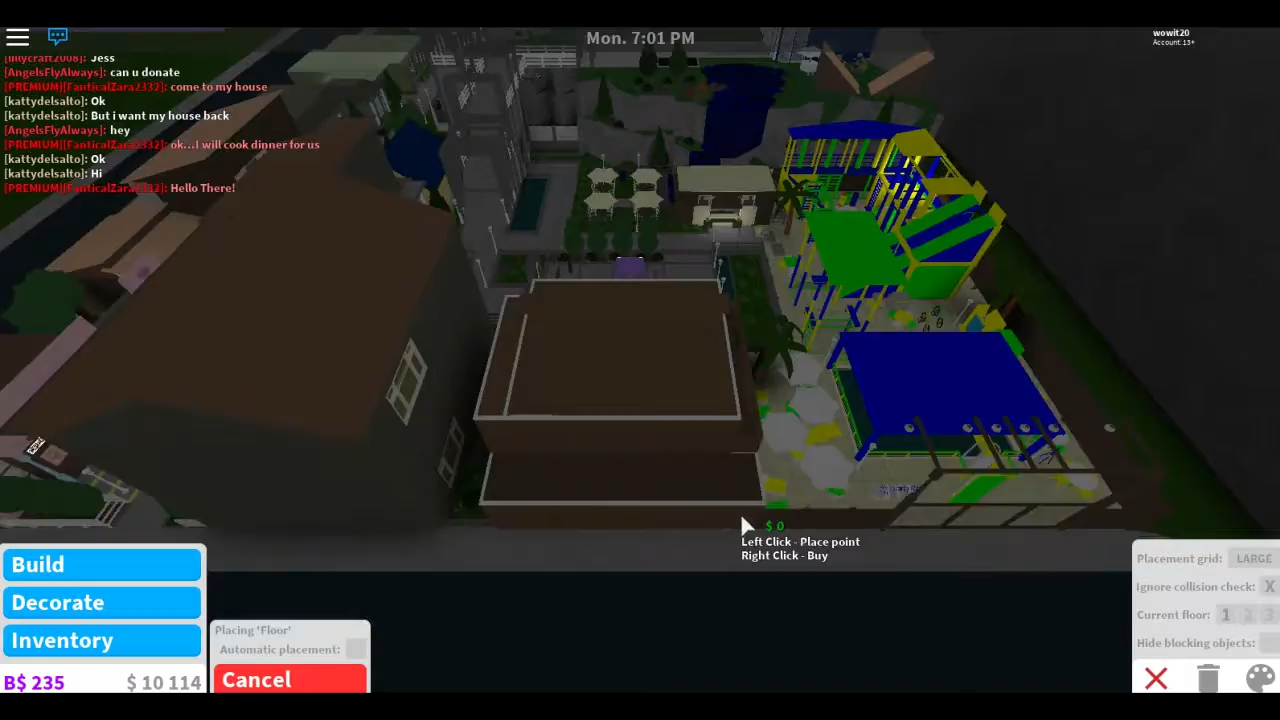 Mon. 7:01 PM
wowit20
Account: 13+
[lillycraft2008]: Jess
[AngelsFlyAlways]: can u donate
[PREMIUM][FanticalZara2332]: come to my house
[kattydelsalto]: Ok
[kattydelsalto]: But i want my house back
[AngelsFlyAlways]: hey
[PREMIUM][FanticalZara2332]: ok...I will cook dinner for us
[kattydelsalto]: Ok
[kattydelsalto]: Hi
[PREMIUM][FanticalZara2332]: Hello There!
$ 0
Left Click - Place point
Right Click - Buy
Build
Decorate
Inventory
B$ 235 $ 10 114
Placing 'Floor'
Automatic placement:
Cancel
Placement grid: LARGE
Ignore collision check: X
Current floor: 1 2 3
Hide blocking objects: